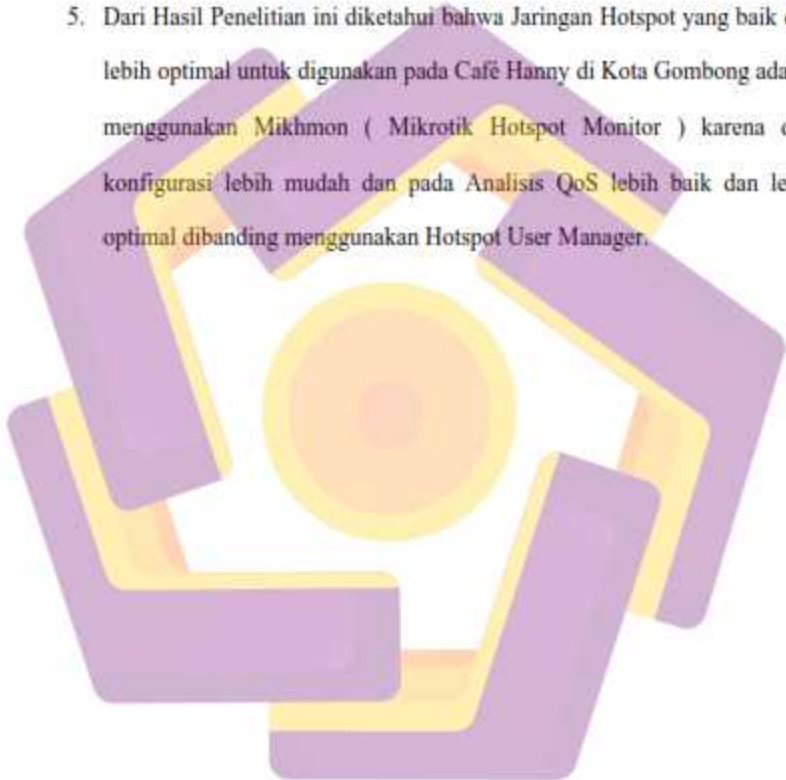 5. Dari Hasil Penelitian ini diketahui bahwa Jaringan Hotspot yang baik
lebih optimal untuk digunakan pada Café Hanny di Kota Gombong
menggunakan Mikhmon ( Mikrotik Hotspot Monitor ) karena
konfigurasi lebih mudah dan pada Analisis QoS lebih baik dan
optimal dibanding menggunakan Hotspot User Manager.